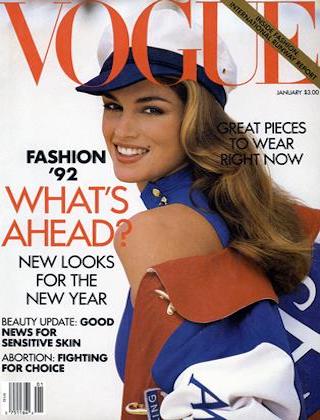 VOGUE
INSIDE FASHION
INTERNATIONAL RUNWAY REPORT
JANUARY $3.00
GREAT PIECES
TO WEAR
RIGHT NOW
FASHION
'92
WHAT'S
AHEAD?
NEW LOOKS
FOR THE
NEW YEAR
BEAUTY UPDATE: GOOD
NEWS FOR
SENSITIVE SKIN
ABORTION: FIGHTING
FOR CHOICE
01